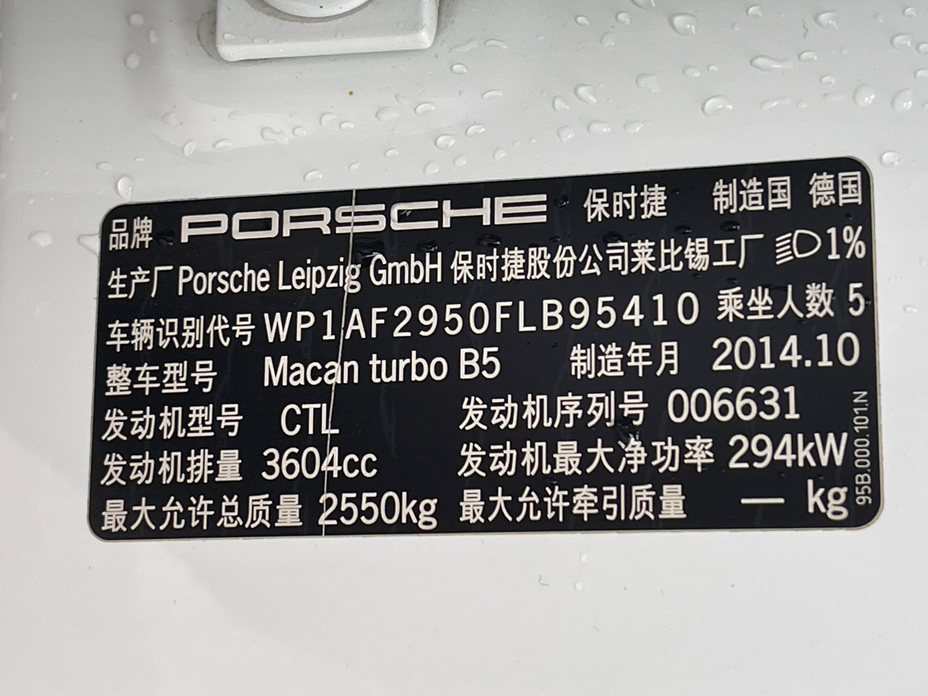 品牌 PORSCHE 保时捷 制造国 德国
生产厂 Porsche Leipzig GmbH 保时捷股份公司莱比锡工厂 1%
车辆识别代号 WP1AF2950FLB95410 乘坐人数 5
整车型号 Macan turbo B5 制造年月 2014.10
发动机型号 CTL 发动机序列号 006631
发动机排量 3604cc 发动机最大净功率 294kW
最大允许总质量 2550kg 最大允许牵引质量 — kg
95B.000.101.N